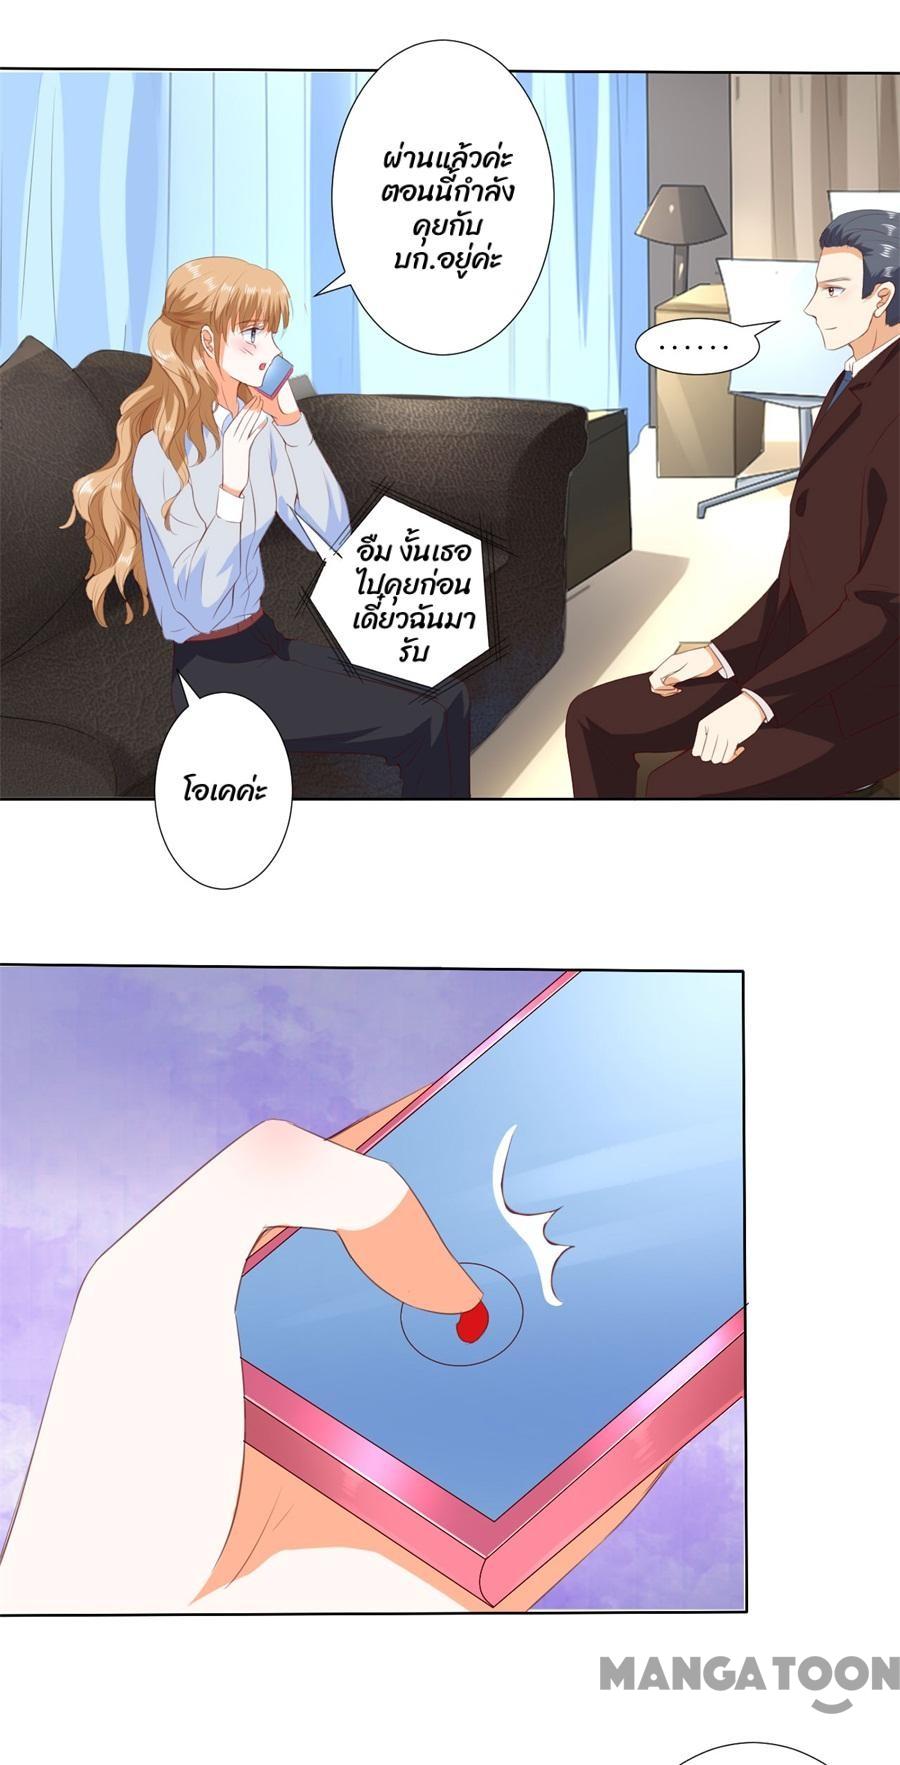 ผ่านแล้วค่ะ
ตอนนี้กำลัง
คุยกับ
บก.อยู่ค่ะ
......
อืม งั้นเธอ
ไปคุยก่อน
เดี๋ยวฉันมา
รับ
โอเคค่ะ
MANGATOON